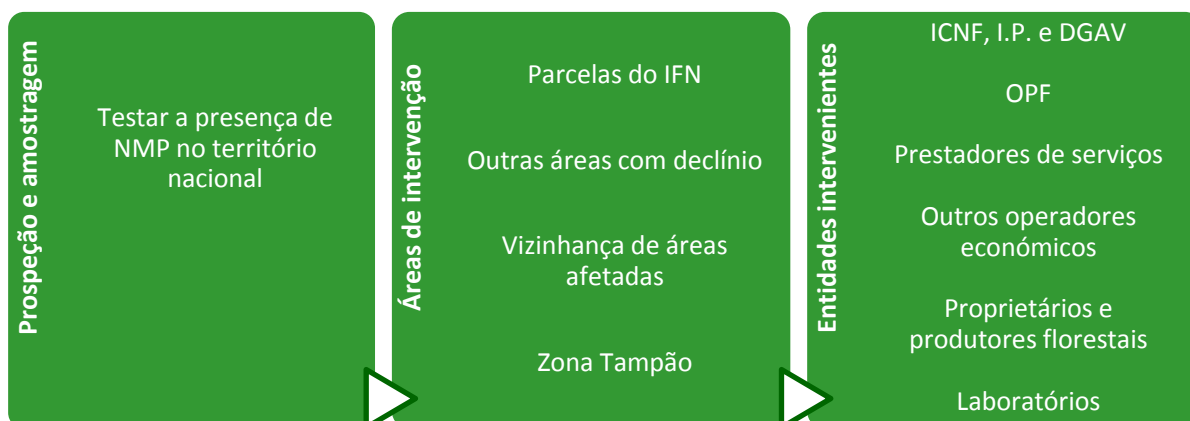 Prospeção e amostragem
Testar a presença de
NMP no território
nacional
Áreas de intervenção
Parcelas do IFN
Outras áreas com declínio
Vizinhança de áreas
afetadas
Zona Tampão
Entidades intervenientes
ICNF, I.P. e DGAV
OPF
Prestadores de serviços
Outros operadores
económicos
Proprietários e
produtores florestais
Laboratórios